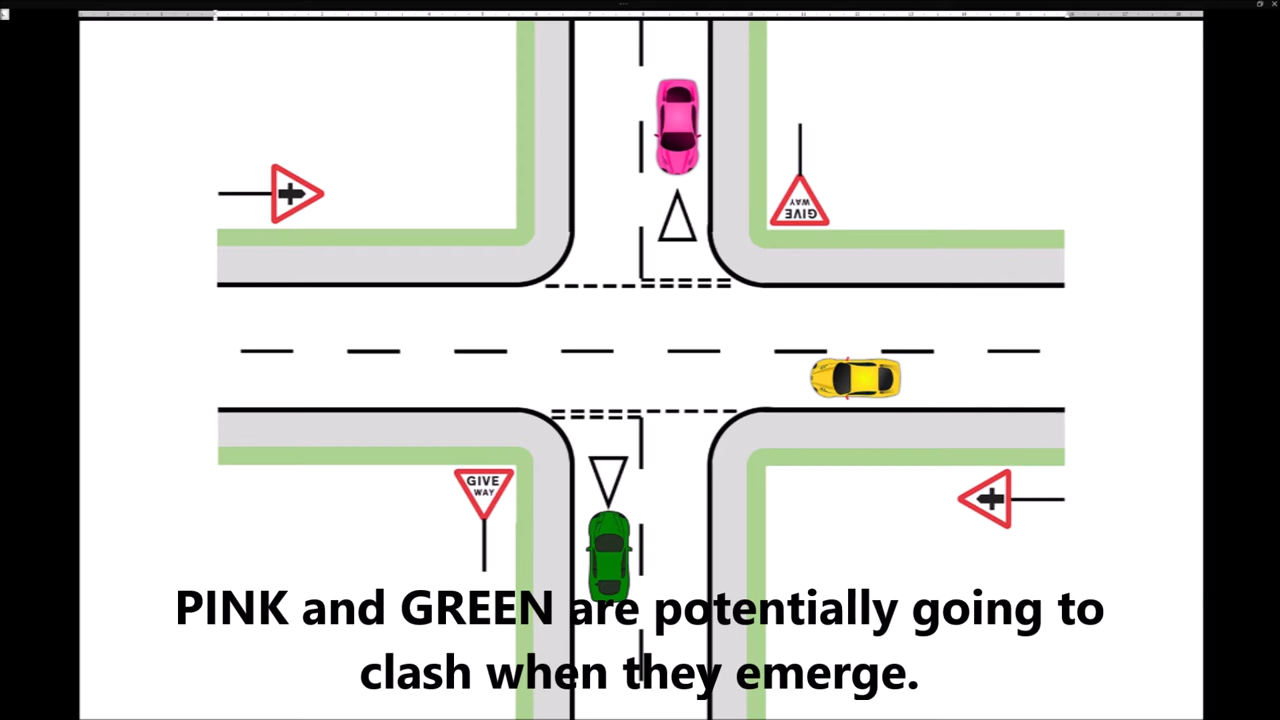 GIVE
WAY
GIVE
WAY
PINK and GREEN are potentially going to
clash when they emerge.